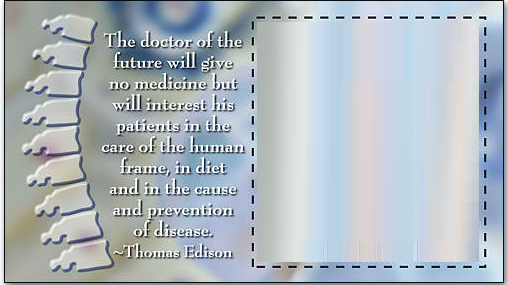 The doctor of the
future will give
no medicine but
will interest his
patients in the
care of the human
frame, in diet
and in the cause
and prevention
of disease.
~Thomas Edison